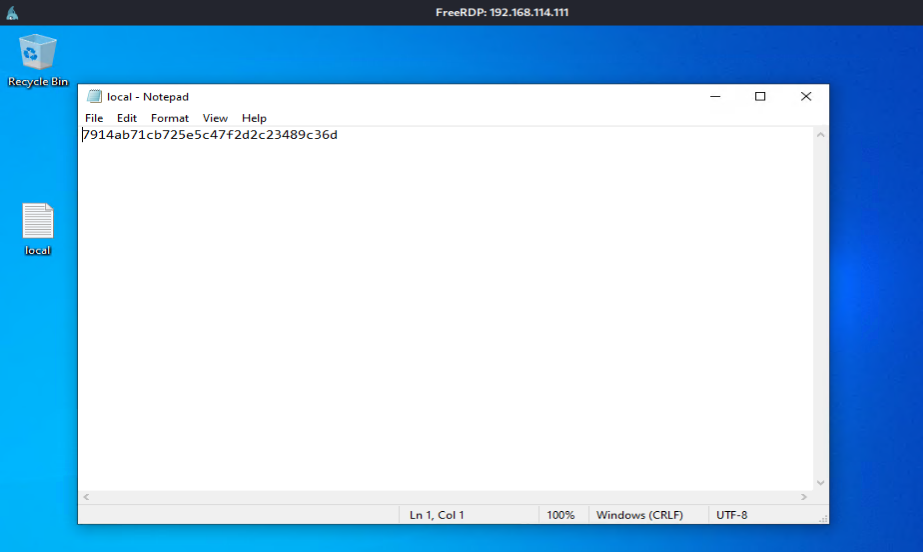 FreeRDP: 192.168.114.111
Recycle Bin
local - Notepad
File Edit Format View Help
7914ab71cb725e5c47f2d2c23489c36d
local
Ln 1, Col 1 100% Windows (CRLF) UTF-8